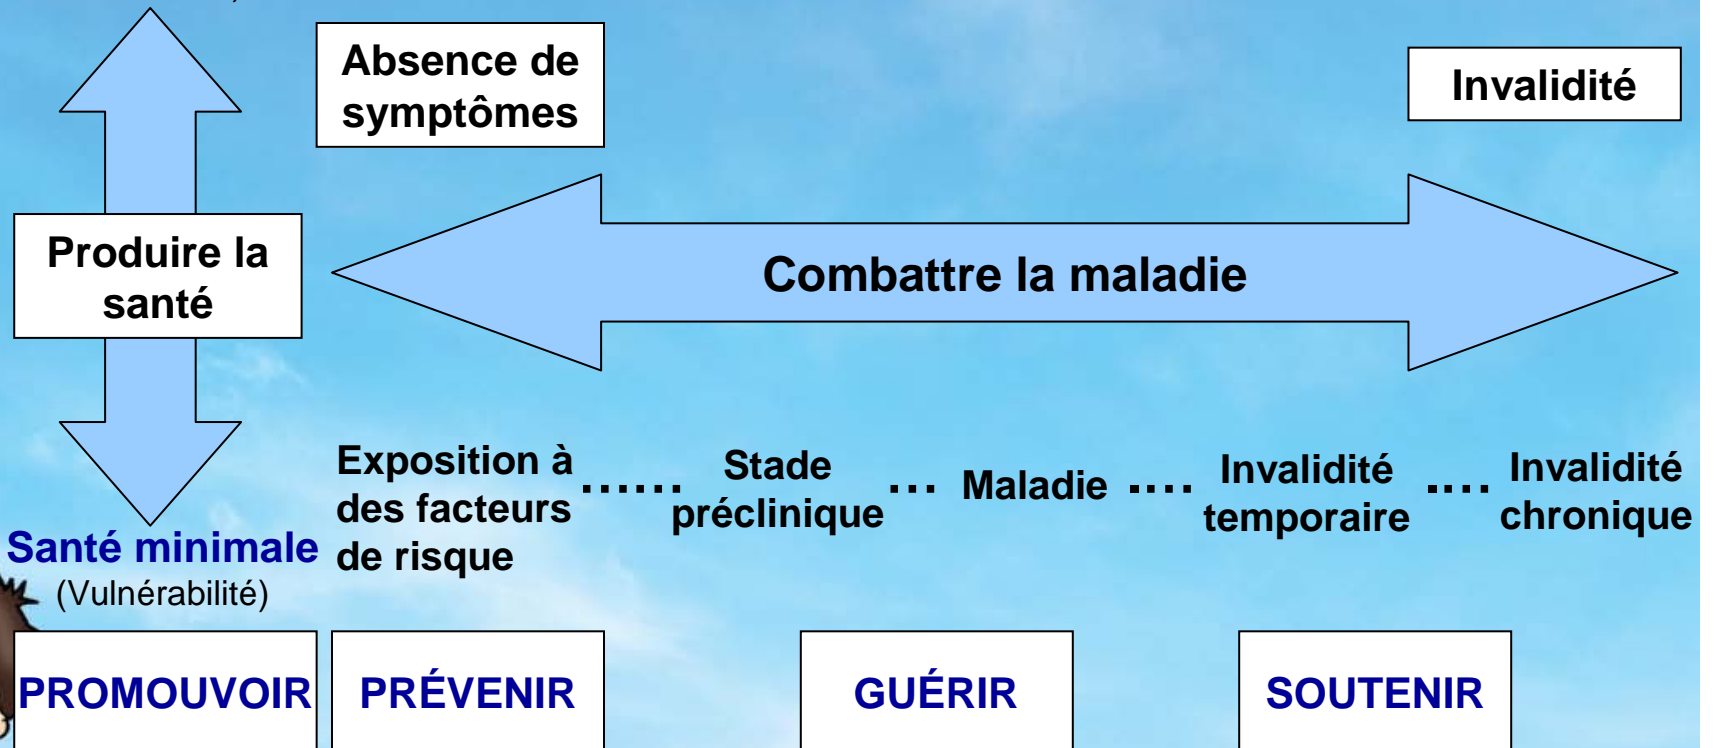 Absence de
symptômes
Invalidité
Produire la
santé
Combattre la maladie
Exposition à
des facteurs
de risque
......
Stade
préclinique
...
Maladie
....
Invalidité
temporaire
....
Invalidité
chronique
Santé minimale
(Vulnérabilité)
PROMOUVOIR
PRÉVENIR
GUÉRIR
SOUTENIR